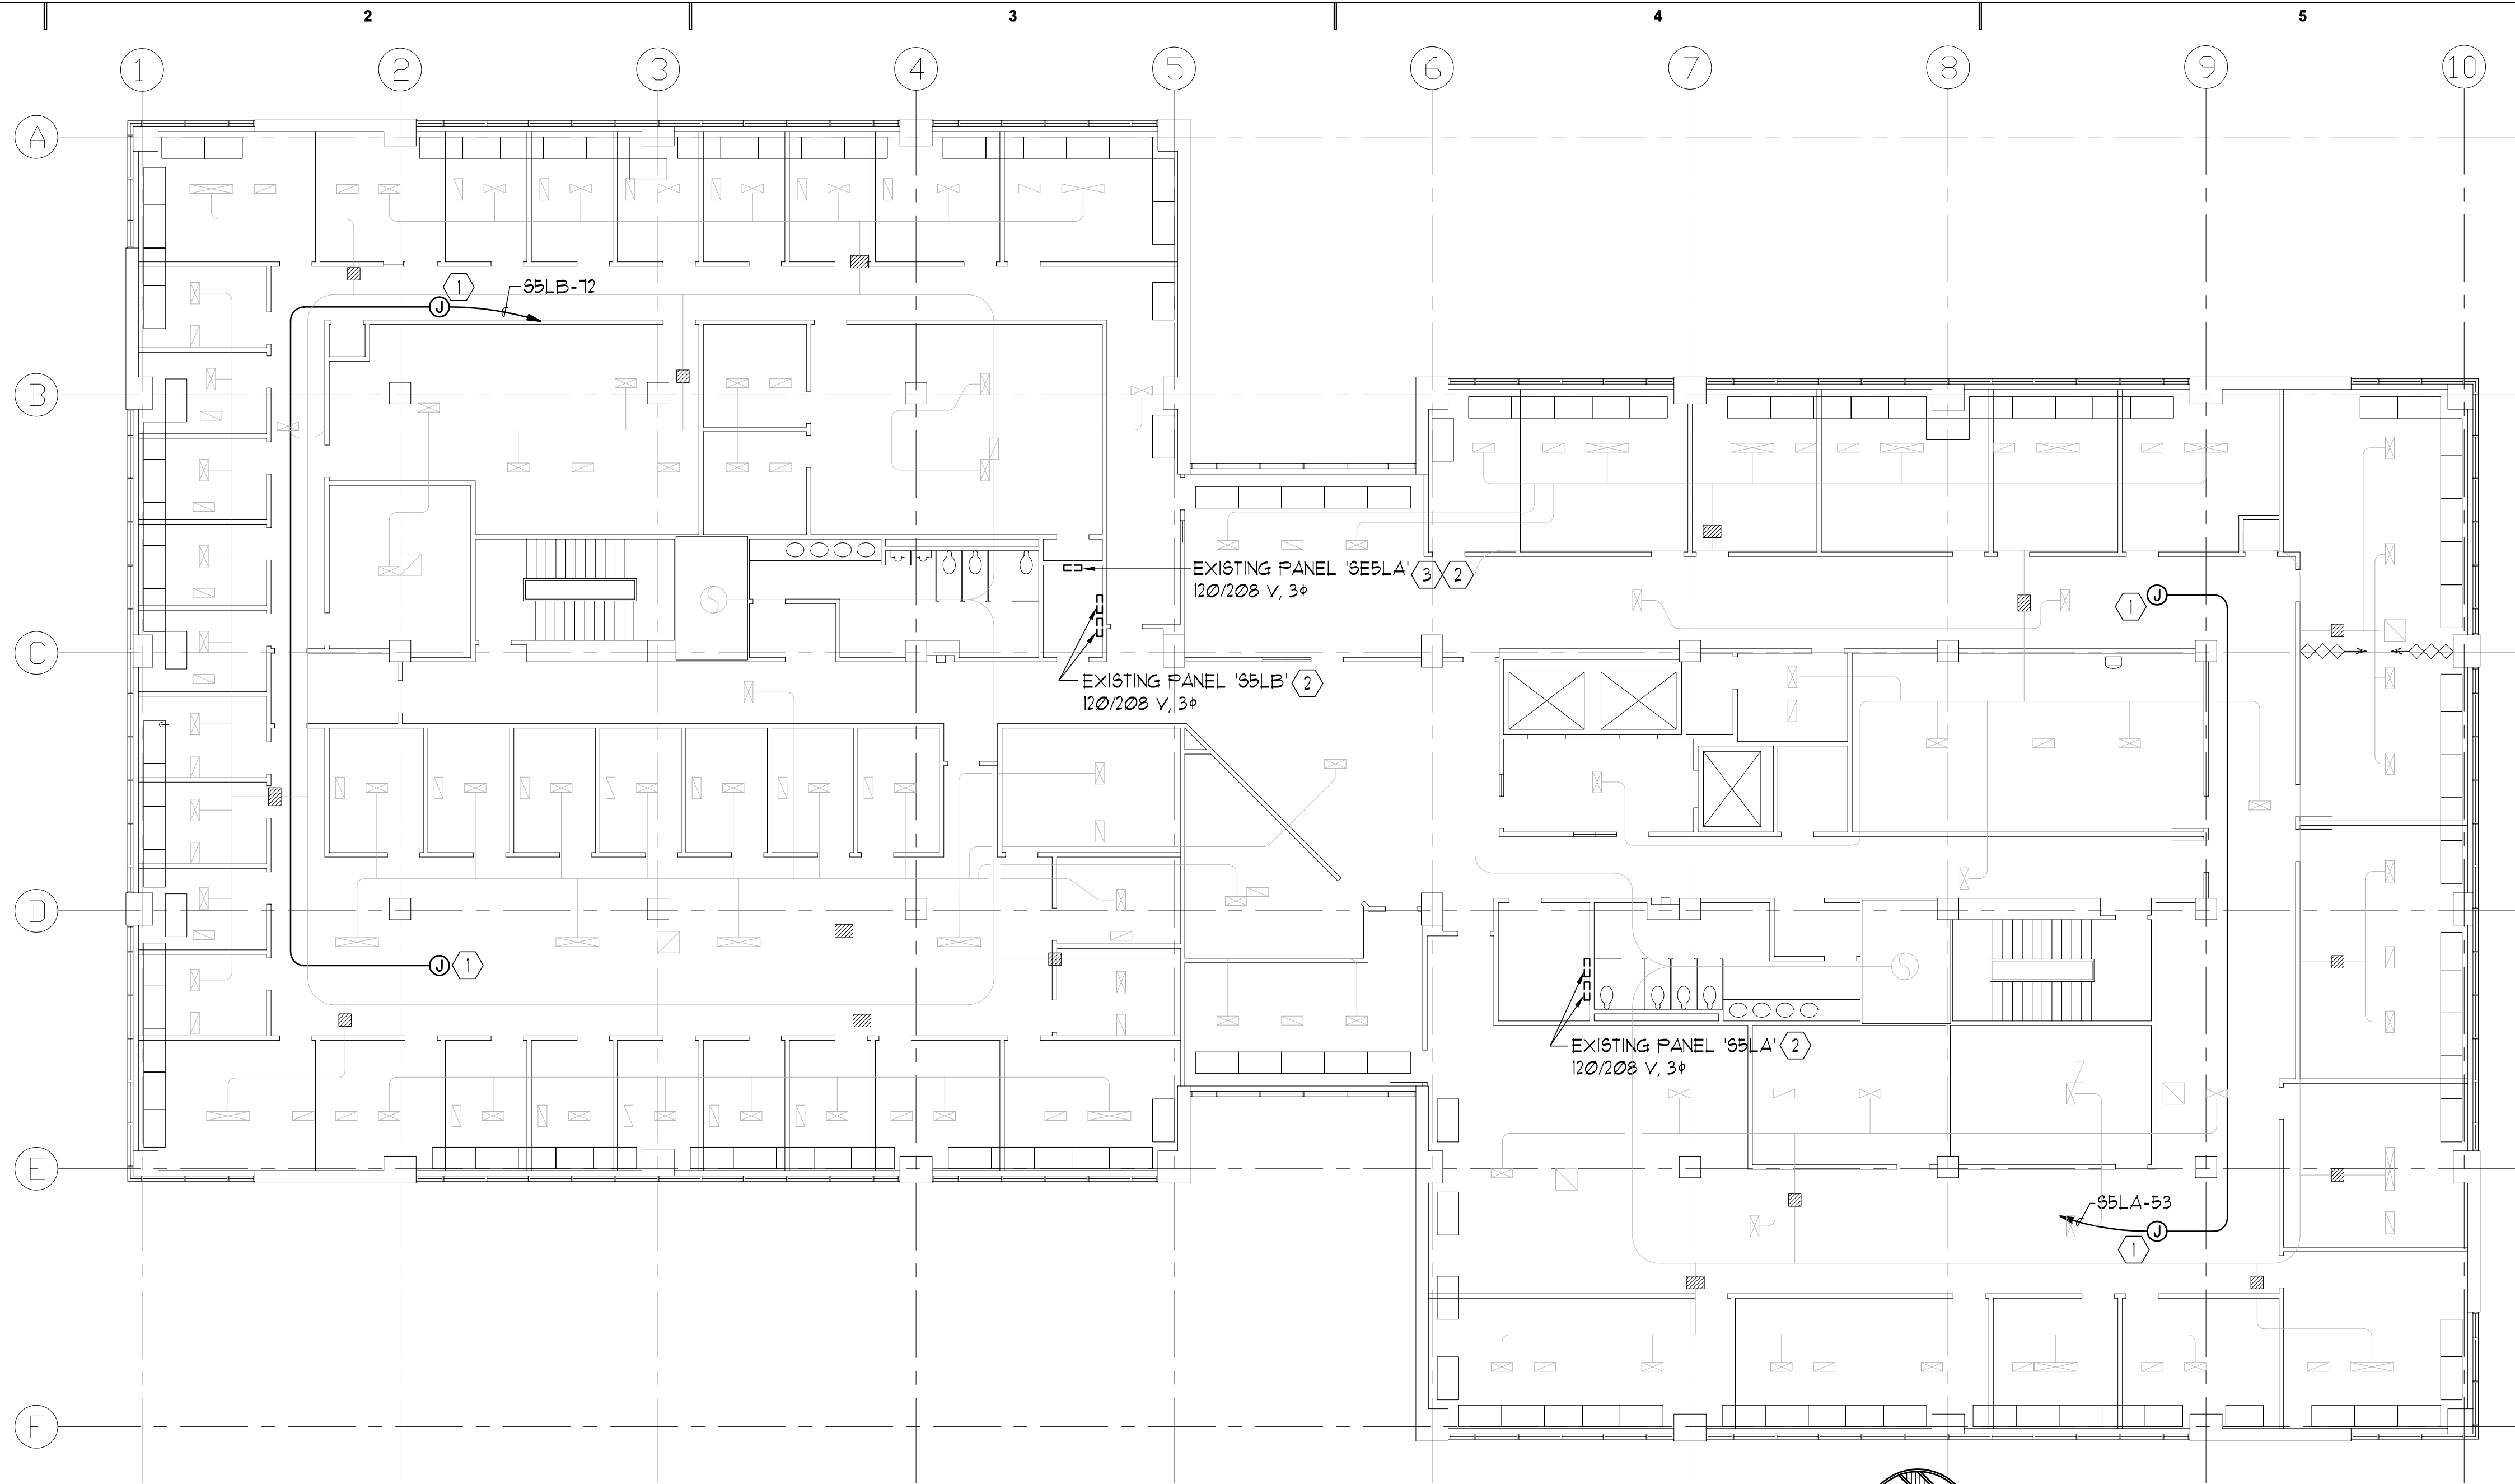 2 3 4 5
1 2 3 4 5 6 7 8 9 10
A
1
S5LB-72
J
B
EXISTING PANEL 'SE5LA' 3 2
120/208 V, 3φ
J
1
C
EXISTING PANEL 'S5LB' 2
120/208 V, 3φ
D
J 1
EXISTING PANEL 'S5LA' 2
120/208 V, 3φ
E
S5LA-53
J
1
F